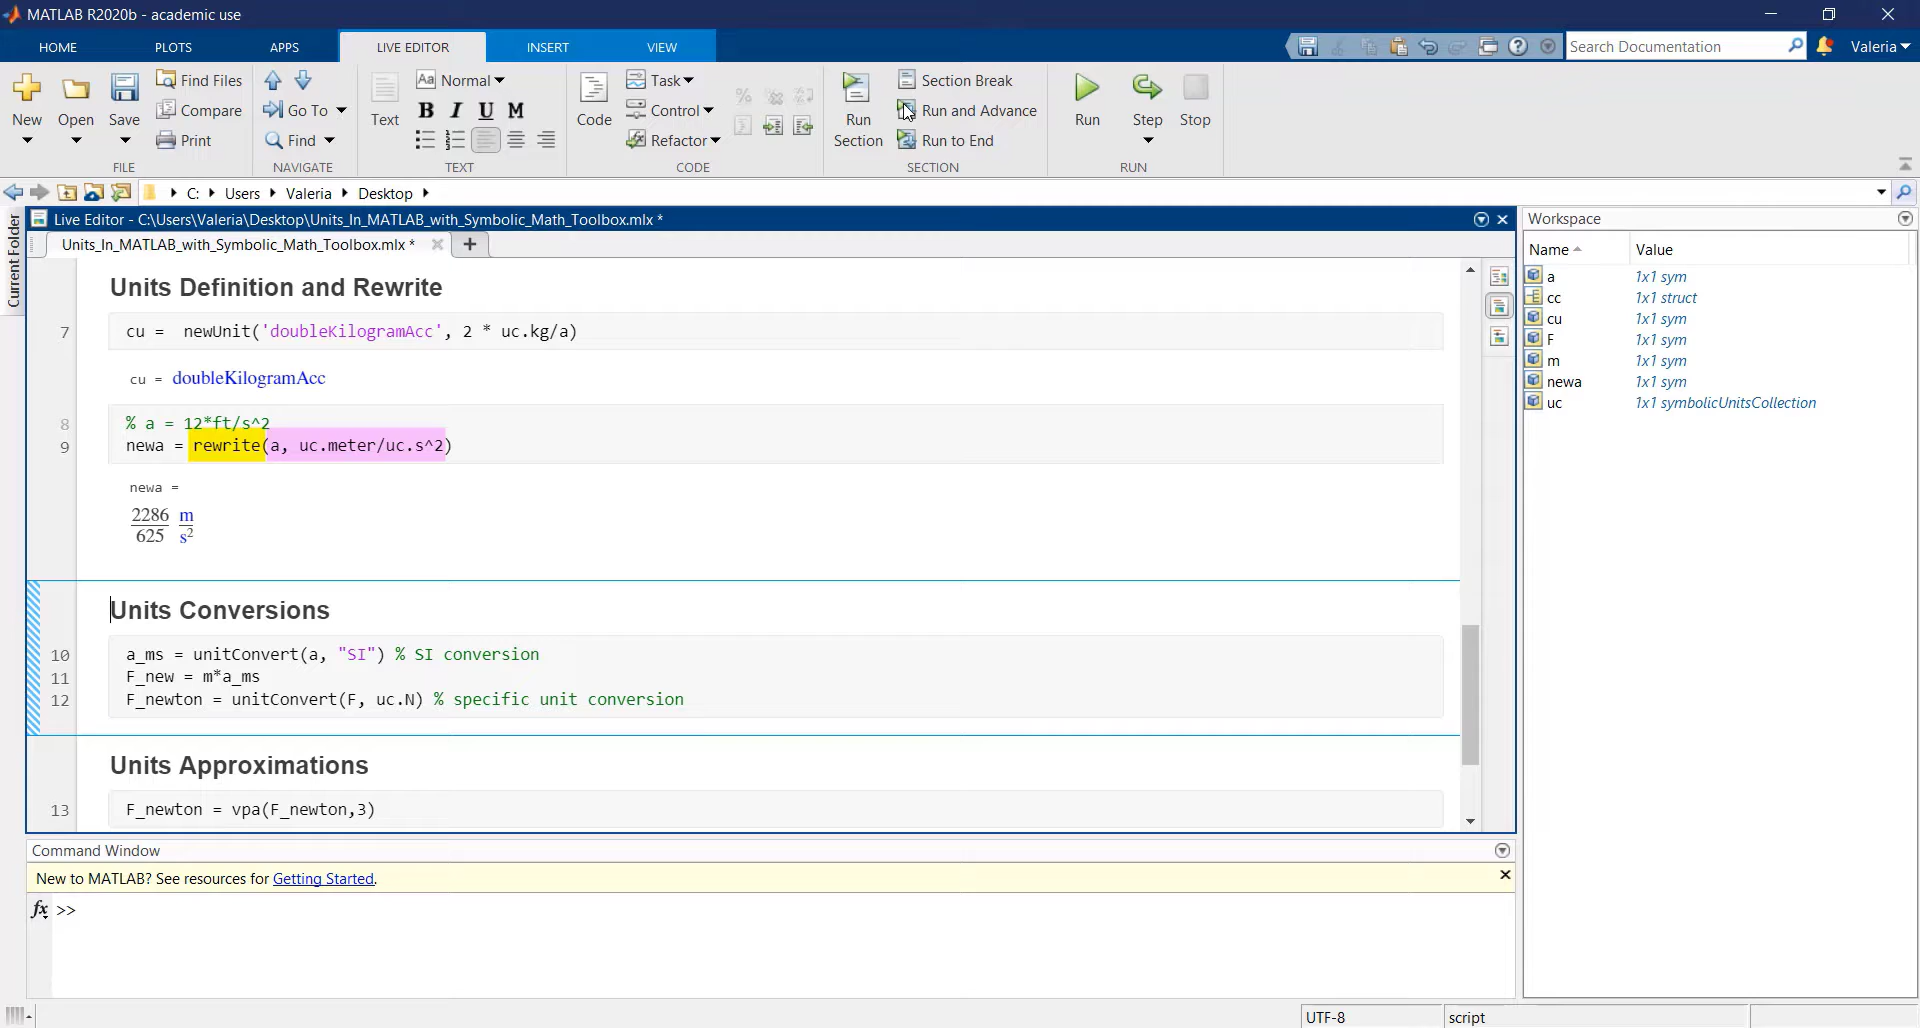 MATLAB R2020b - academic use
HOME PLOTS APPS LIVE EDITOR INSERT VIEW Search Documentation Valeria
New Open Save Find Files Compare Print
FILE
Go To Find
NAVIGATE
Text Aa Normal B I U M
TEXT
Code Task Control Refactor
CODE
Run Section Section Break Run and Advance Run to End
SECTION
Run Step Stop
RUN
C: Users Valeria Desktop
Current Folder
Live Editor - C:\Users\Valeria\Desktop\Units_In_MATLAB_with_Symbolic_Math_Toolbox.mlx *
Units_In_MATLAB_with_Symbolic_Math_Toolbox.mlx *
Units Definition and Rewrite
7 cu =  newUnit('doubleKilogramAcc', 2 * uc.kg/a)
cu = doubleKilogramAcc
8 % a = 12*ft/s^2
9 newa = rewrite(a, uc.meter/uc.s^2)
newa =
2286 m
625 s2
Units Conversions
10 a_ms = unitConvert(a, "SI") % SI conversion
11 F_new = m*a_ms
12 F_newton = unitConvert(F, uc.N) % specific unit conversion
Units Approximations
13 F_newton = vpa(F_newton,3)
Command Window
New to MATLAB? See resources for Getting Started.
fx >>
Workspace
Name Value
a 1x1 sym
cc 1x1 struct
cu 1x1 sym
F 1x1 sym
m 1x1 sym
newa 1x1 sym
uc 1x1 symbolicUnitsCollection
UTF-8 script